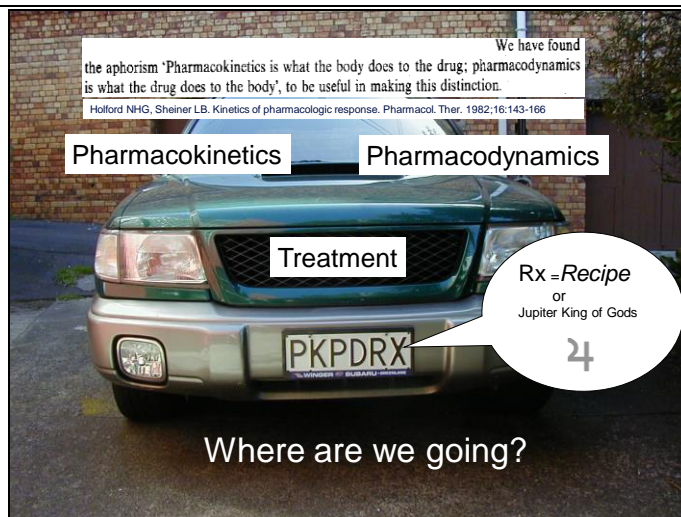 We have found
the aphorism 'Pharmacokinetics is what the body does to the drug; pharmacodynamics
is what the drug does to the body', to be useful in making this distinction.
Holford NHG, Sheiner LB. Kinetics of pharmacologic response. Pharmacol. Ther. 1982;16:143-166
Pharmacokinetics
Pharmacodynamics
Treatment
Rx =Recipe
or
Jupiter King of Gods
♃
PKPDRX
WINGER SUBARU
Where are we going?